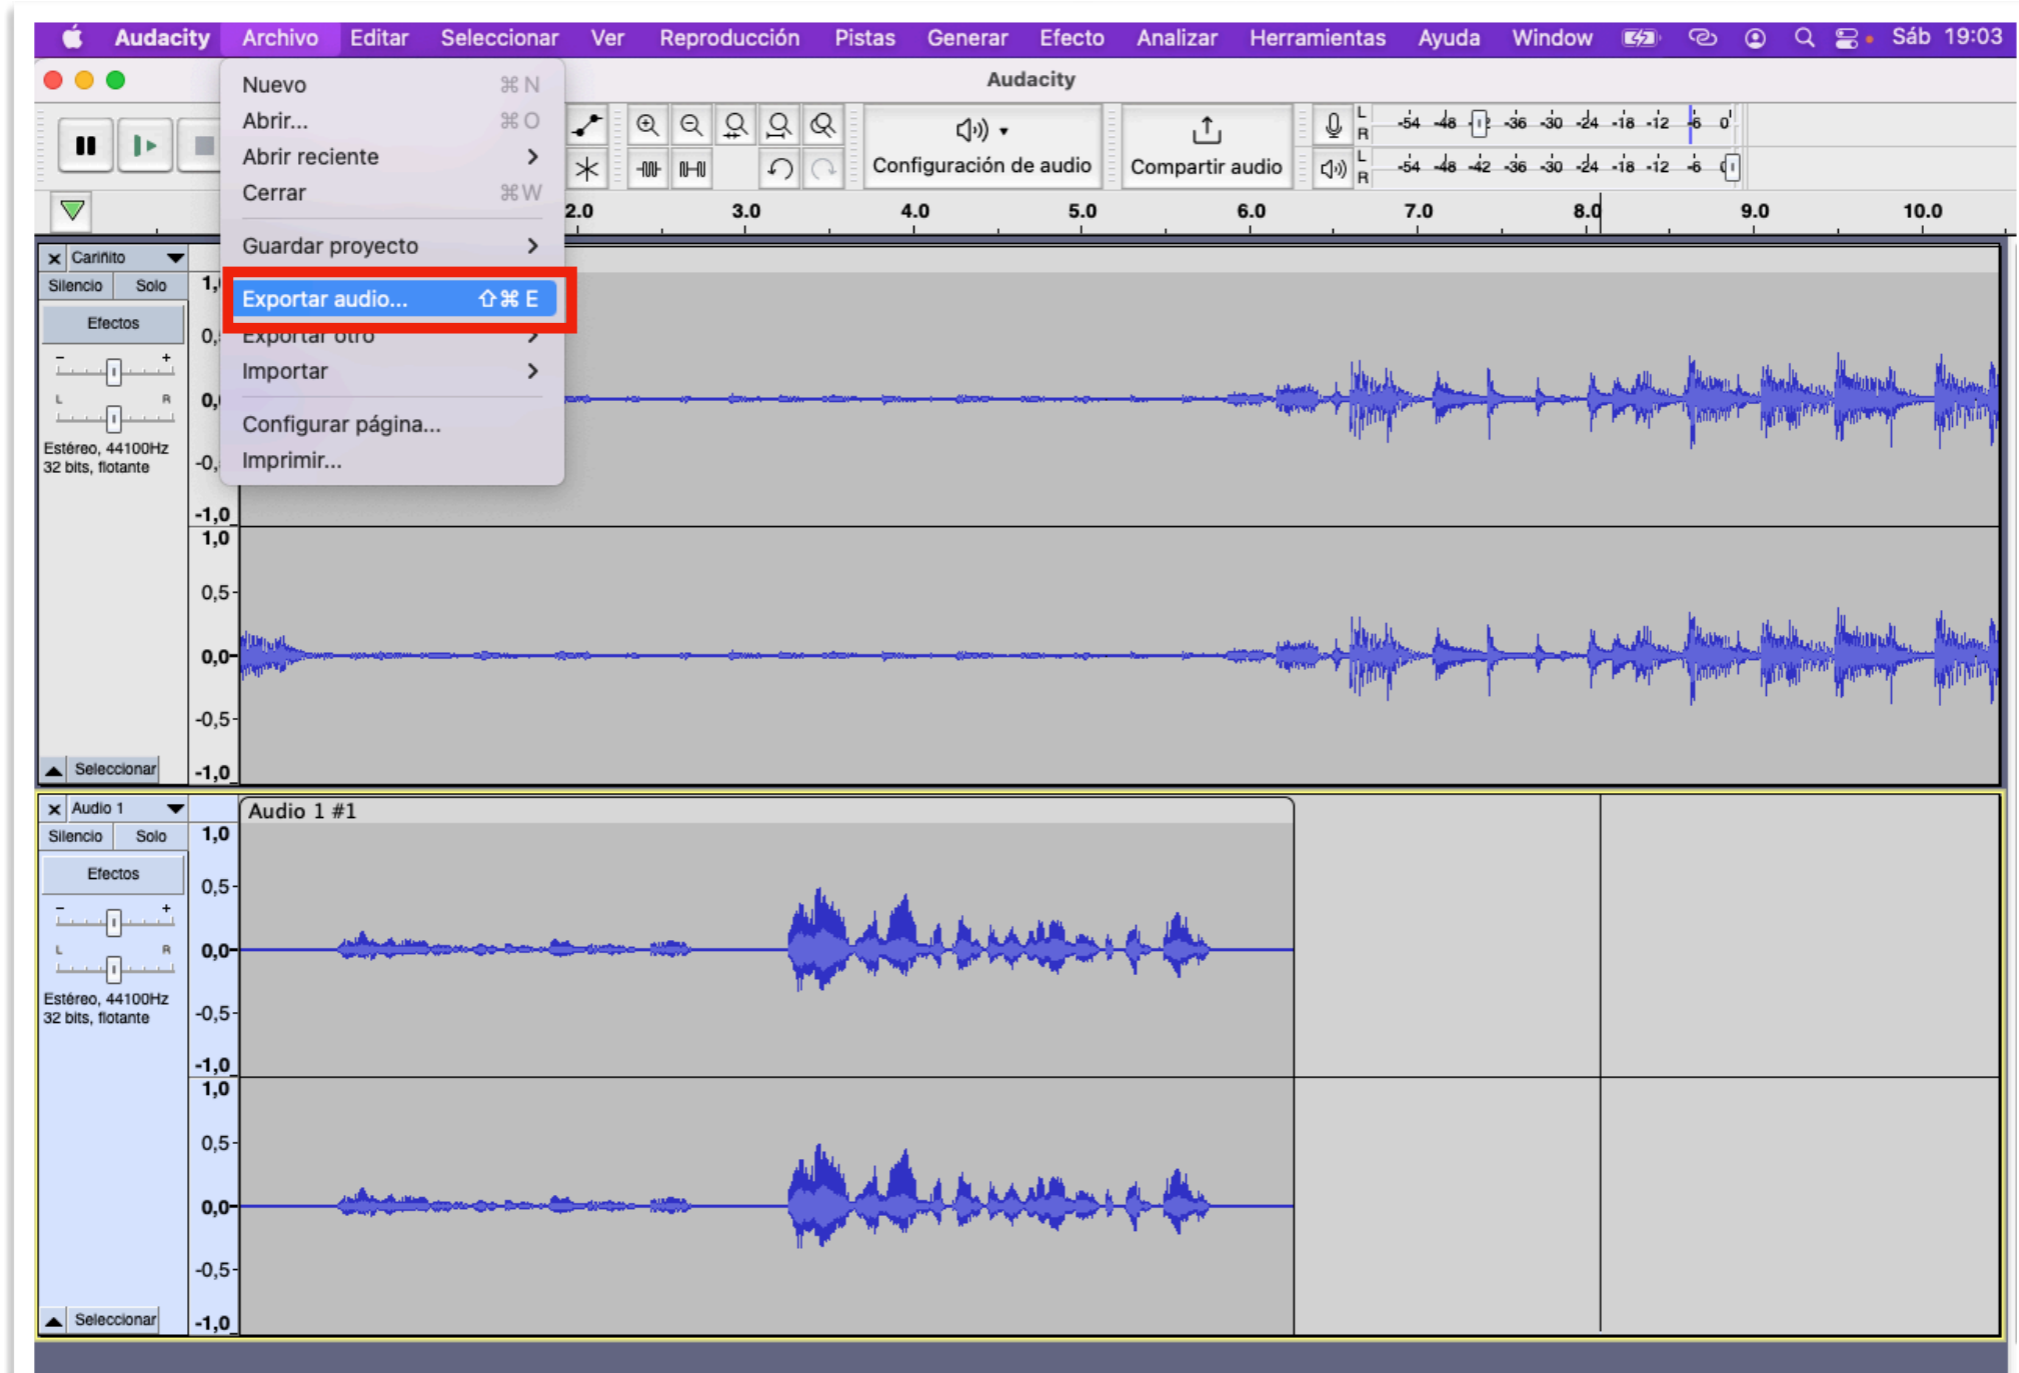 Audacity Archivo Editar Seleccionar Ver Reproducción Pistas Generar Efecto Analizar Herramientas Ayuda Window Sáb 19:03
Audacity
Nuevo ⌘N
Abrir... ⌘O
Abrir reciente >
Cerrar ⌘W
Guardar proyecto >
Exportar audio... ⇧⌘E
Exportar otro >
Importar >
Configurar página...
Imprimir...
Configuración de audio
Compartir audio
L
R
-54 -48 -36 -30 -24 -18 -12 -6 0
L
R
-54 -48 -42 -36 -30 -24 -18 -12 -6
2.0 3.0 4.0 5.0 6.0 7.0 8.0 9.0 10.0
× Cariñito
Silencio Solo
Efectos
- +
L R
Estéreo, 44100Hz
32 bits, flotante
-1,0
1,0
0,5
0,0
-0,5
-1,0
Seleccionar
× Audio 1
Silencio Solo
Efectos
- +
L R
Estéreo, 44100Hz
32 bits, flotante
Audio 1 #1
1,0
0,5
0,0
-0,5
-1,0
1,0
0,5
0,0
-0,5
-1,0
Seleccionar